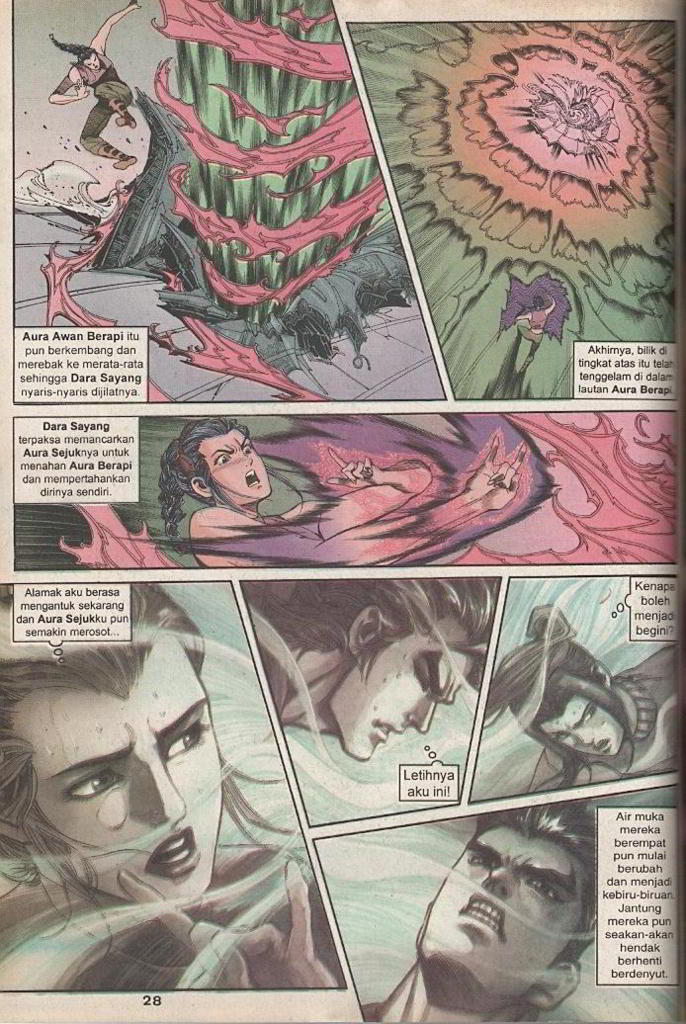 Aura Awan Berapi itu
pun berkembang dan
merebak ke merata-rata
sehingga Dara Sayang
nyaris-nyaris dijilatnya.
Akhirnya, bilik di
tingkat atas itu telah
tenggelam di dalam
lautan Aura Berapi.
Dara Sayang
terpaksa memancarkan
Aura Sejuknya untuk
menahan Aura Berapi
dan mempertahankan
dirinya sendiri.
Alamak aku berasa
mengantuk sekarang
dan Aura Sejukku pun
semakin merosot...
Letihnya
aku ini!
Kenapa
boleh
menjadi
begini?
Air muka
mereka
berempat
pun mulai
berubah
dan menjadi
kebiru-biruan.
Jantung
mereka pun
seakan-akan
hendak
berhenti
berdenyut.
28